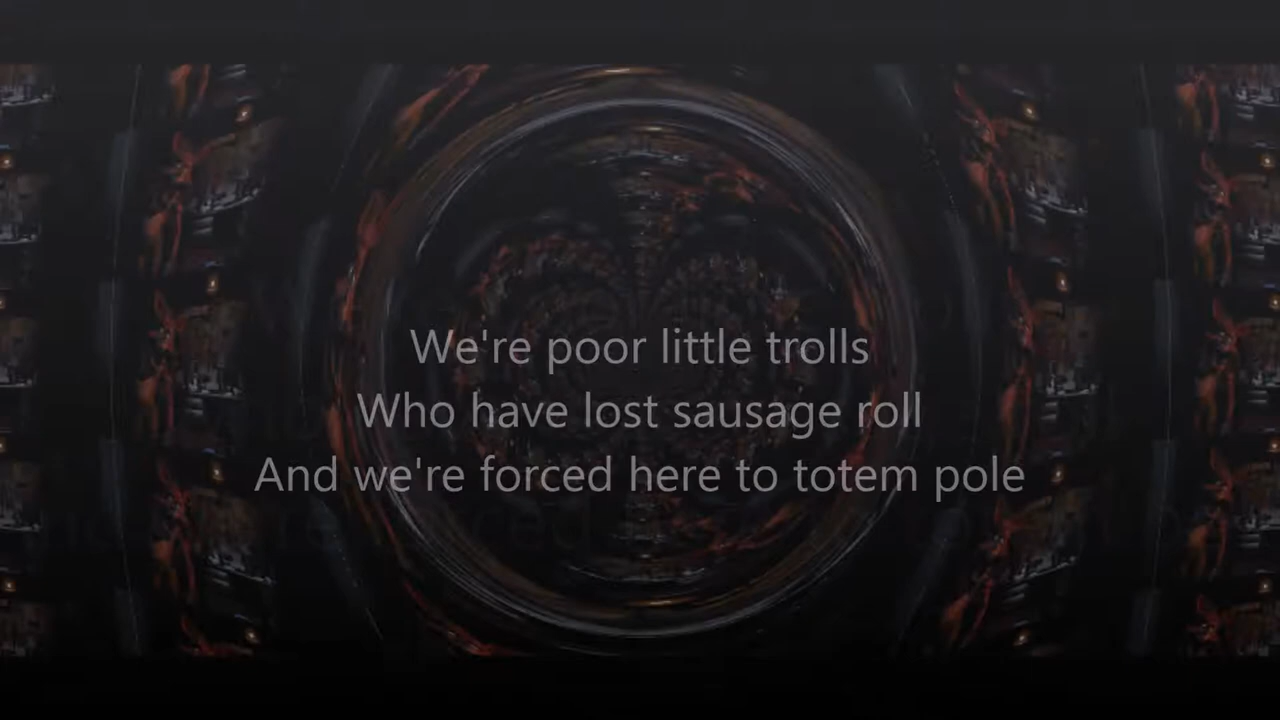 We're poor little trolls
Who have lost sausage roll
And we're forced here to totem pole